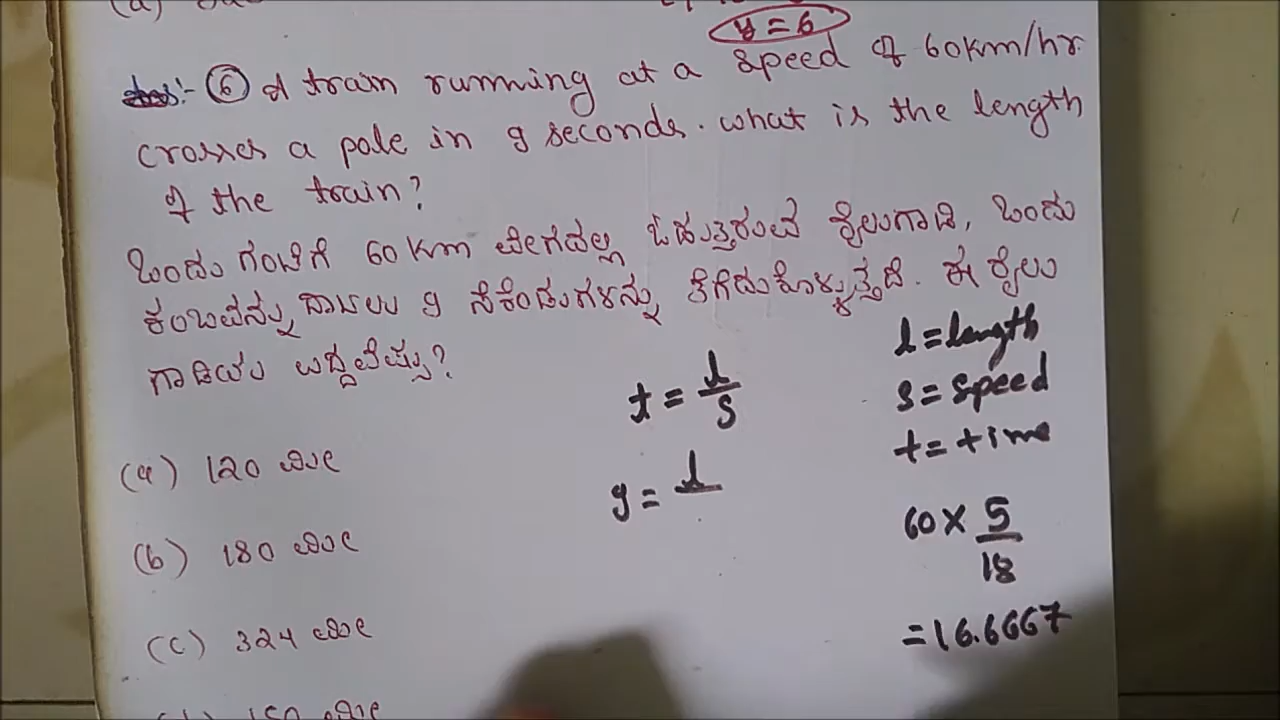 y = 6
⑥ A train running at a speed of 60km/hr
crosses a pole in 9 seconds. what is the length
of the train?
ಒಂದು ಗಂಟೆಗೆ 60 Km ವೇಗದಲ್ಲಿ ಓಡುತ್ತಿರುವ ರೈಲುಗಾಡಿ, ಒಂದು
ಕಂಬವನ್ನು ದಾಟಲು 9 ಸೆಕೆಂಡುಗಳನ್ನು ತೆಗೆದುಕೊಳ್ಳುತ್ತದೆ. ಈ ರೈಲು
ಗಾಡಿಯ ಉದ್ದವೆಷ್ಟು?
l = length
s = speed
t = time
t = l/s
9 = l/
(a) 120 ಮೀ
(b) 180 ಮೀ
(c) 324 ಮೀ
(d) 150 ಮೀ
60 × 5/18
= 16.6667